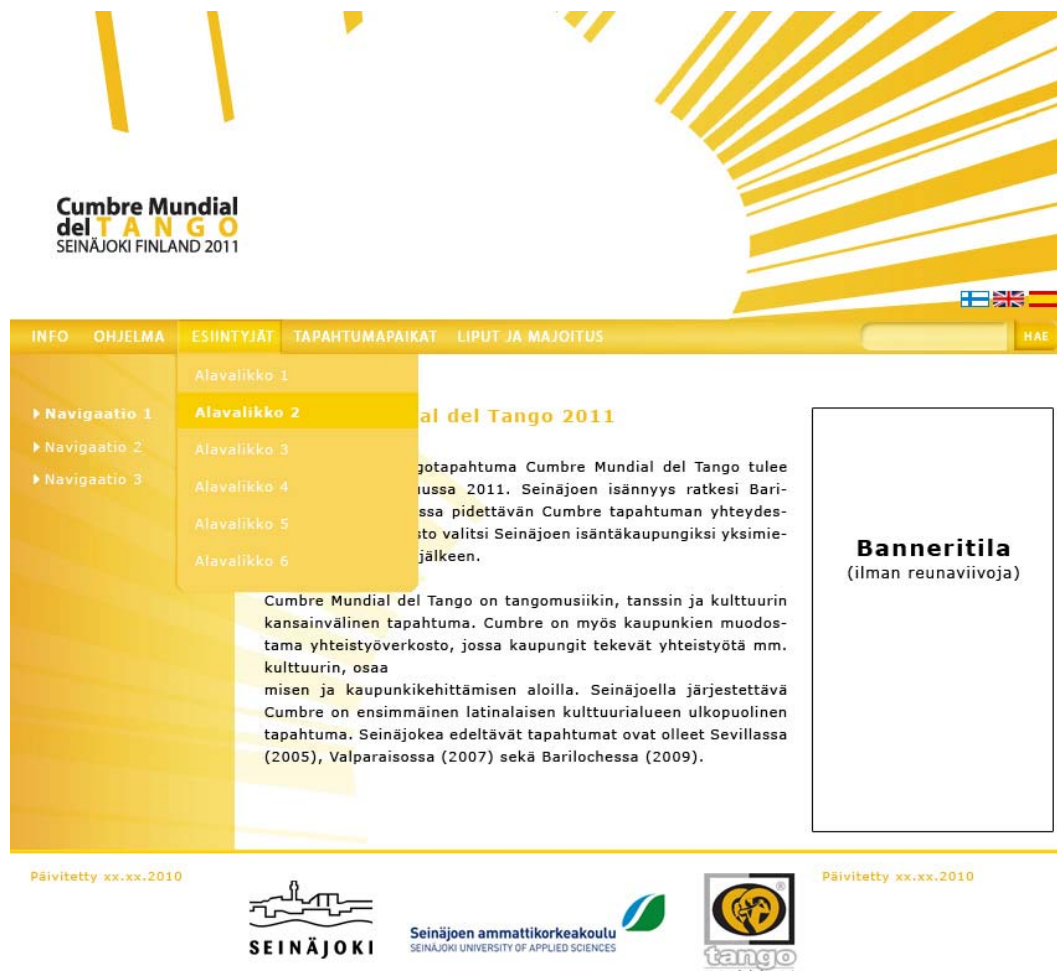 Cumbre Mundial
del TANGO
SEINÄJOKI FINLAND 2011
INFO OHJELMA ESIINTYJÄT TAPAHTUMAPAIKAT LIPUT JA MAJOITUS HAE
Alavalikko 1
Alavalikko 2
Alavalikko 3
Alavalikko 4
Alavalikko 5
Alavalikko 6
Navigaatio 1
Navigaatio 2
Navigaatio 3
del Tango 2011
Cumbre Mundial del Tango tulee
2011. Seinäjoen isännyys ratkesi Bari-
pidettävän Cumbre tapahtuman yhteydes-
valitsi Seinäjoen isäntäkaupungiksi yksimie-
jälkeen.
Cumbre Mundial del Tango on tangomusiikin, tanssin ja kulttuurin
kansainvälinen tapahtuma. Cumbre on myös kaupunkien muodos-
tama yhteistyöverkosto, jossa kaupungit tekevät yhteistyötä mm.
kulttuurin, osaa
misen ja kaupunkikehittämisen aloilla. Seinäjoella järjestettävä
Cumbre on ensimmäinen latinalaisen kulttuurialueen ulkopuolinen
tapahtuma. Seinäjokea edeltävät tapahtumat ovat olleet Sevillassa
(2005), Valparaisossa (2007) sekä Barilochessa (2009).
Banneritila
(ilman reunaviivoja)
Päivitetty xx.xx.2010
SEINÄJOKI
Seinäjoen ammattikorkeakoulu
SEINÄJOKI UNIVERSITY OF APPLIED SCIENCES
tango
Päivitetty xx.xx.2010